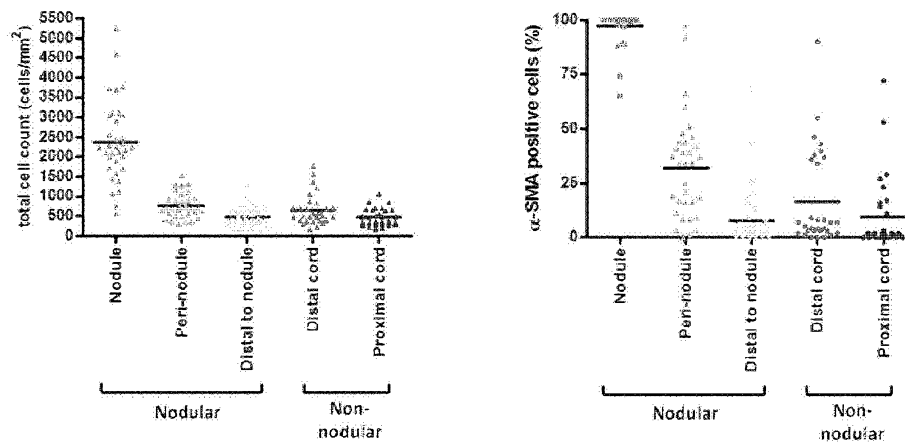 total cell count (cells/mm²)
5500
5000
4500
4000
3500
3000
2500
2000
1500
1000
500
0
Nodule
Peri-nodule
Distal to nodule
Distal cord
Proximal cord
Nodular
Non-
nodular
α-SMA positive cells (%)
100
75
50
25
0
Nodule
Peri-nodule
Distal to nodule
Distal cord
Proximal cord
Nodular
Non-
nodular